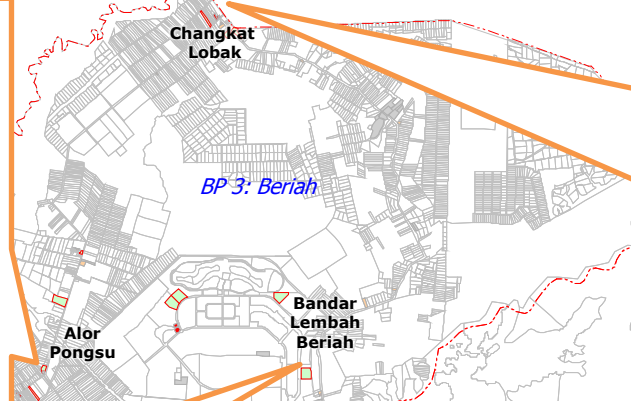 Changkat
Lobak
BP 3: Beriah
Bandar
Lembah
Beriah
Alor
Pongsu